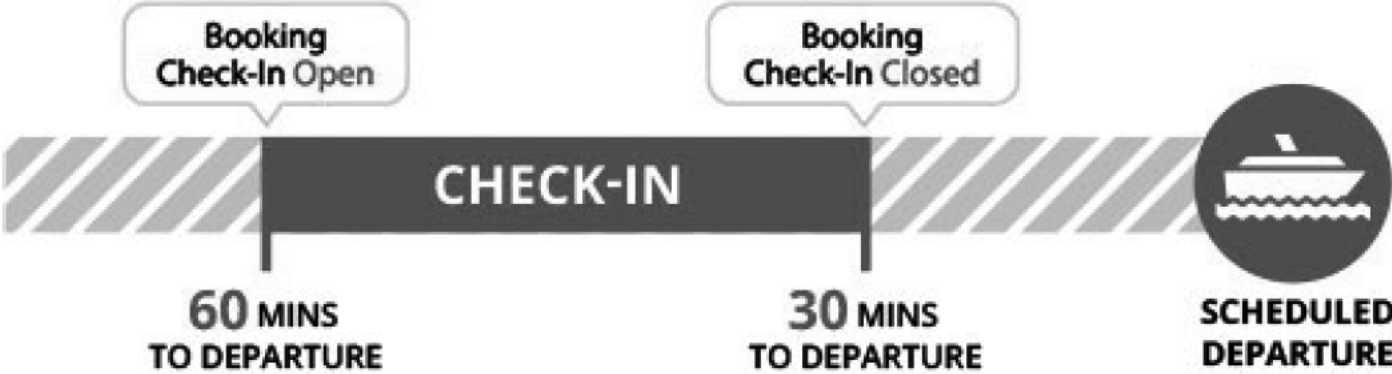 Booking
Check-In Open
Booking
Check-In Closed
CHECK-IN
60 MINS
TO DEPARTURE
30 MINS
TO DEPARTURE
SCHEDULED
DEPARTURE